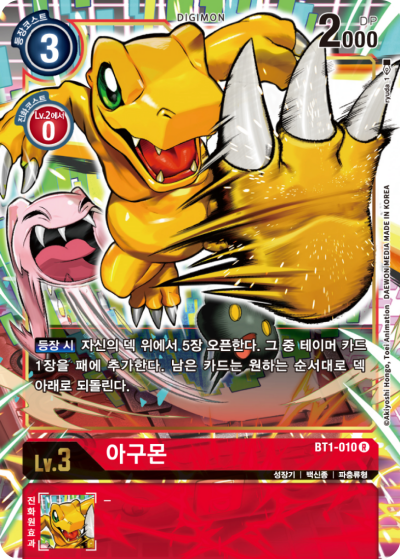 등장코스트
3
DIGIMON
DP
2000
진화코스트
Lv.2에서
0
ryuda 1
©Akiyoshi Hongo, Toei Animation DAEWON MEDIA MADE IN KOREA
등장 시 자신의 덱 위에서 5장 오픈한다. 그 중 테이머 카드
1장을 패에 추가한다. 남은 카드는 원하는 순서대로 덱
아래로 되돌린다.
BT1-010 R
Lv.3
아구몬
성장기 | 백신종 | 파충류형
진화원효과
–